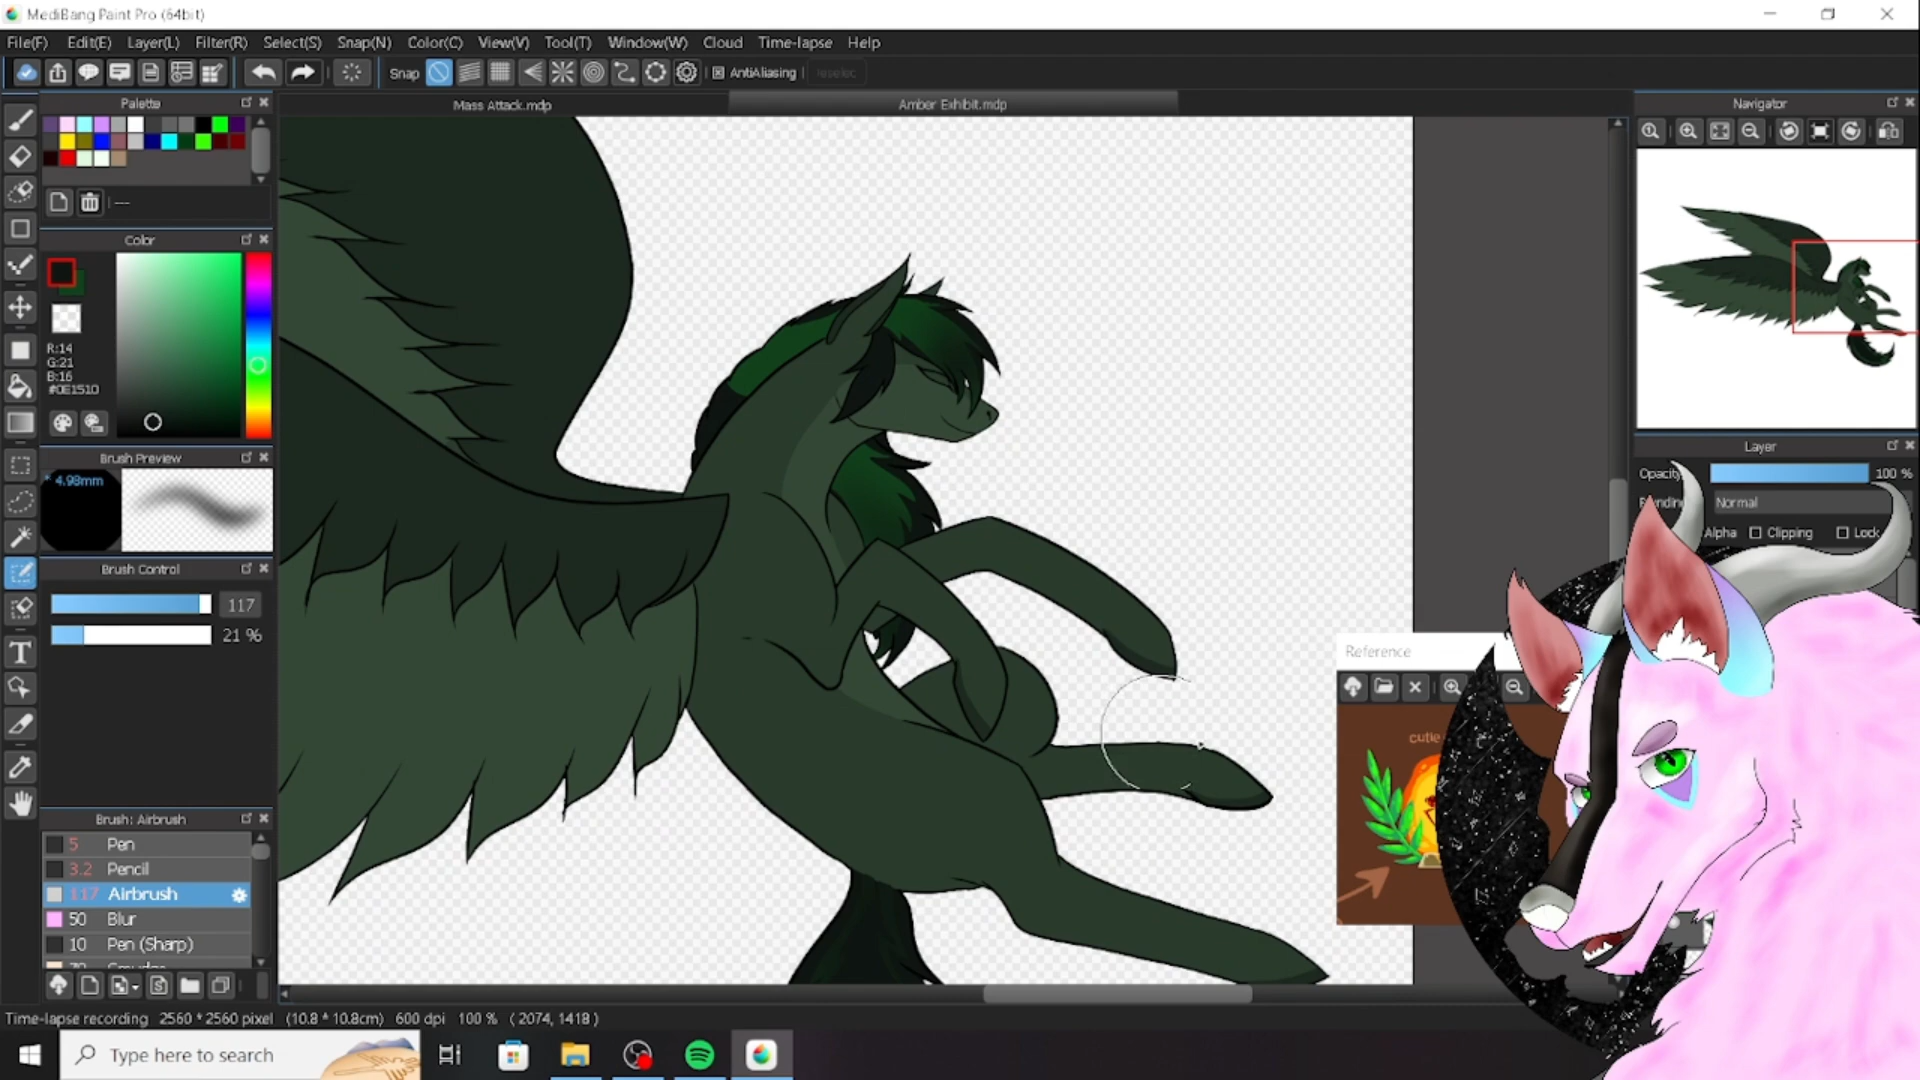 MediBang Paint Pro (64bit)
File(F) Edit(E) Layer(L) Filter(R) Select(S) Snap(N) Color(C) View(V) Tool(T) Window(W) Cloud Time-lapse Help
Snap AntiAliasing
Palette
Mass Attack.mdp
Amber Exhibit.mdp
Navigator
---
Color
R:14
G:21
B:16
#0E1510
Brush Preview
* 4.98mm
Brush Control
117
21 %
Layer
Opacity 100 %
Normal
Alpha Clipping Lock
Reference
cutie
Brush: Airbrush
5 Pen
3.2 Pencil
117 Airbrush
50 Blur
10 Pen (Sharp)
Time-lapse recording 2560 * 2560 pixel (10.8 * 10.8cm) 600 dpi 100 % ( 2074, 1418 )
Type here to search